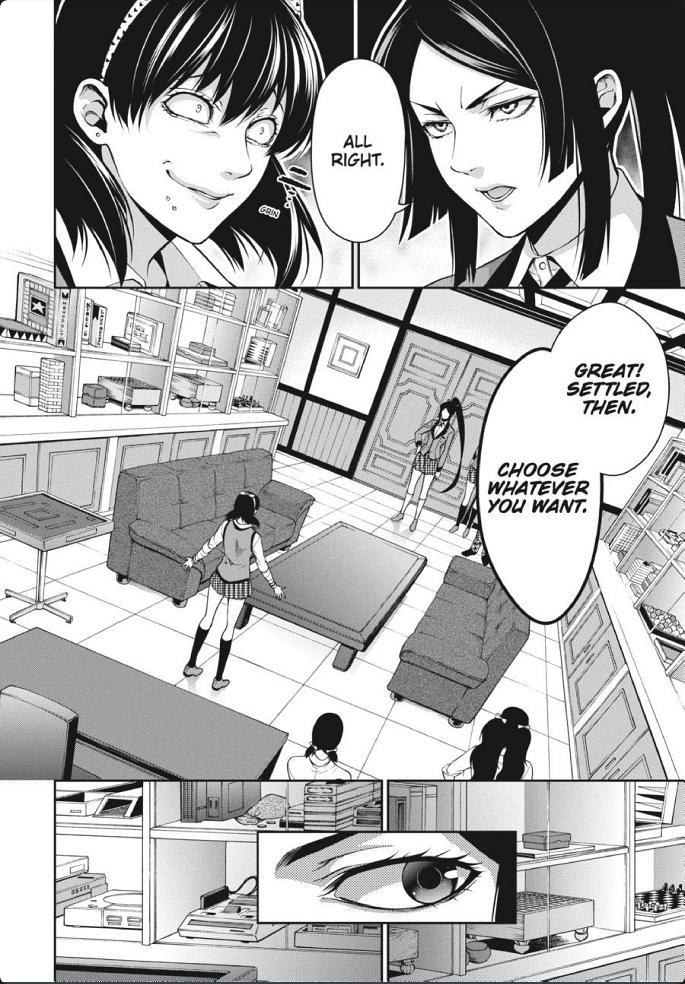 ALL
RIGHT.
GRIN
GREAT!
SETTLED,
THEN.
CHOOSE
WHATEVER
YOU WANT.